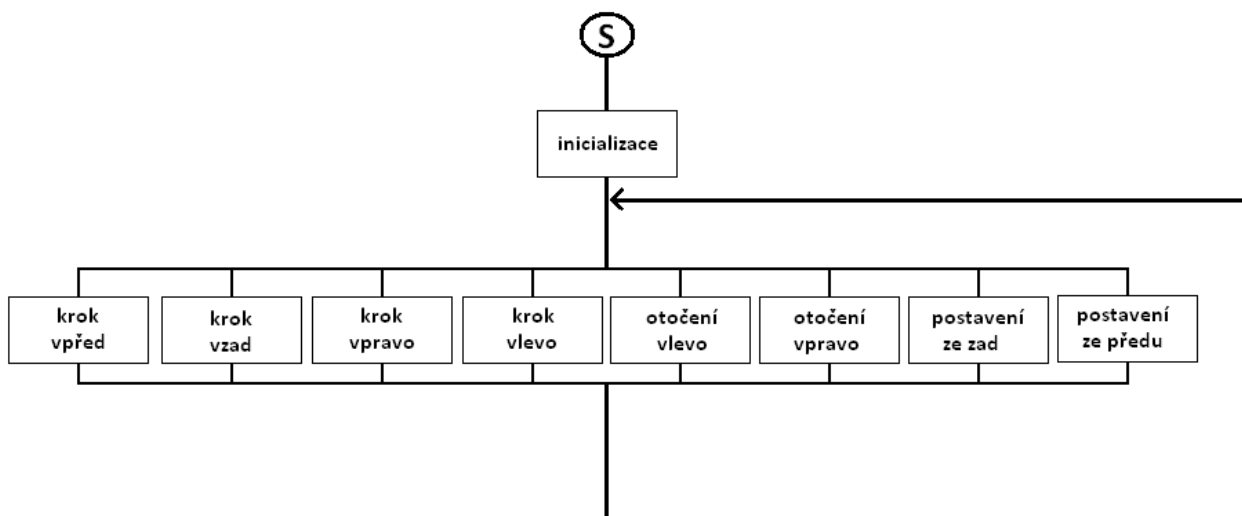 S
inicializace
krok
vpřed
krok
vzad
krok
vpravo
krok
vlevo
otočení
vlevo
otočení
vpravo
postavení
ze zad
postavení
ze předu